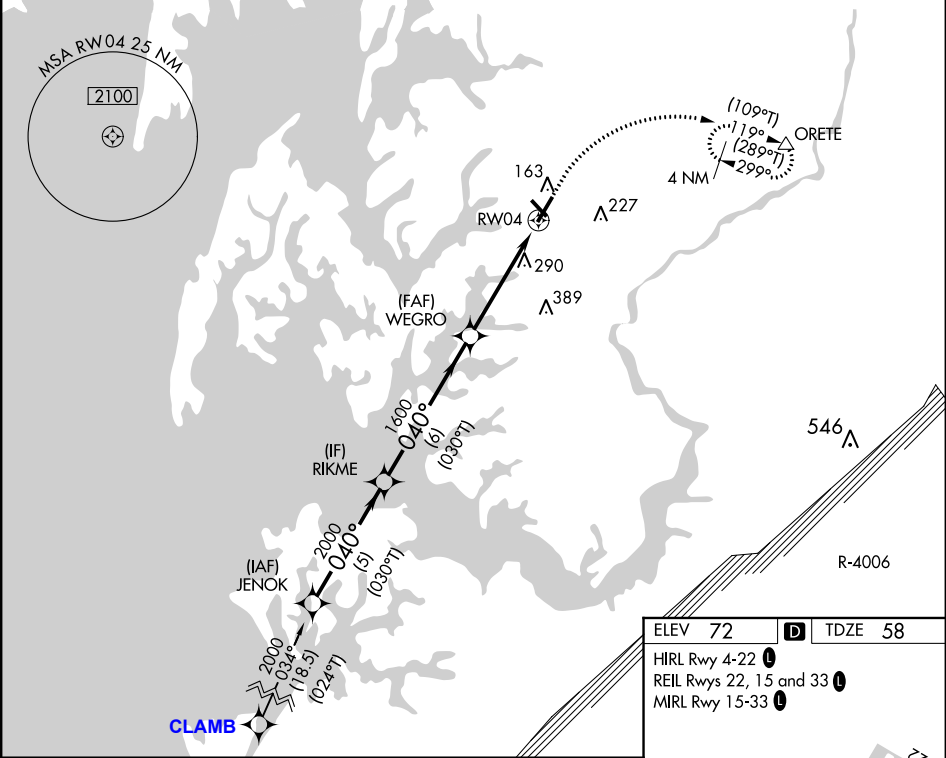 MSA RW04 25 NM
2100
(109°T)
119°
ORETE
(289°T)
299°
4 NM
163
227
RW04
290
389
(FAF)
WEGRO
1600
040°
(6)
(030°T)
546
(IF)
RIKME
2000
040°
(5)
(030°T)
R-4006
(IAF)
JENOK
2000
034°
(18.5)
(024°T)
CLAMB
ELEV 72 D TDZE 58
HIRL Rwy 4-22 L
REIL Rwys 22, 15 and 33 L
MIRL Rwy 15-33 L